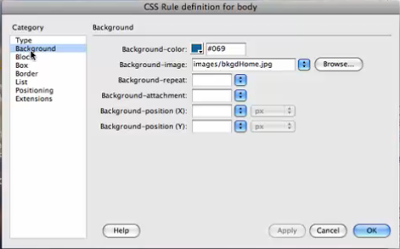 CSS Rule definition for body
Category
Background
Type
Background
Block
Box
Border
List
Positioning
Extensions
Background-color: #069
Background-image: images/bkgdHome.jpg Browse...
Background-repeat:
Background-attachment:
Background-position (X): px
Background-position (Y): px
Help Apply Cancel OK